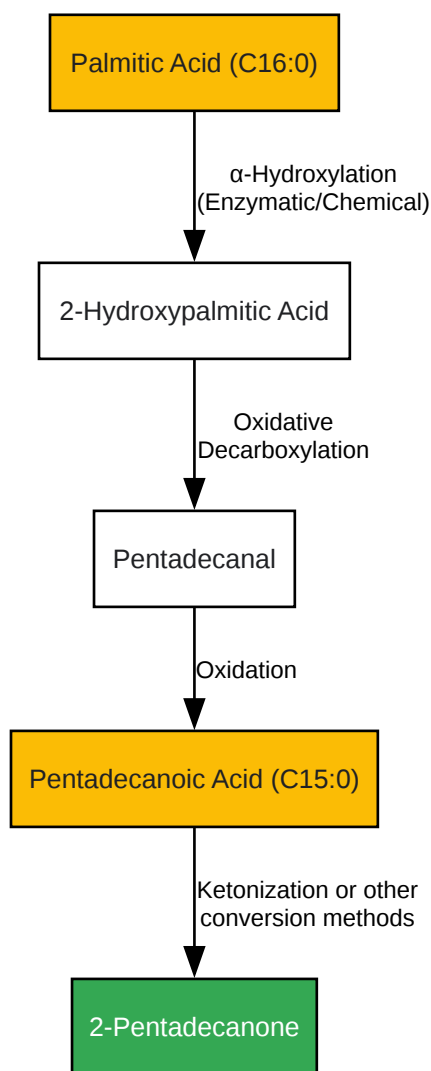 Palmitic Acid (C16:0)
α-Hydroxylation
(Enzymatic/Chemical)
2-Hydroxypalmitic Acid
Oxidative
Decarboxylation
Pentadecanal
Oxidation
Pentadecanoic Acid (C15:0)
Ketonization or other
conversion methods
2-Pentadecanone